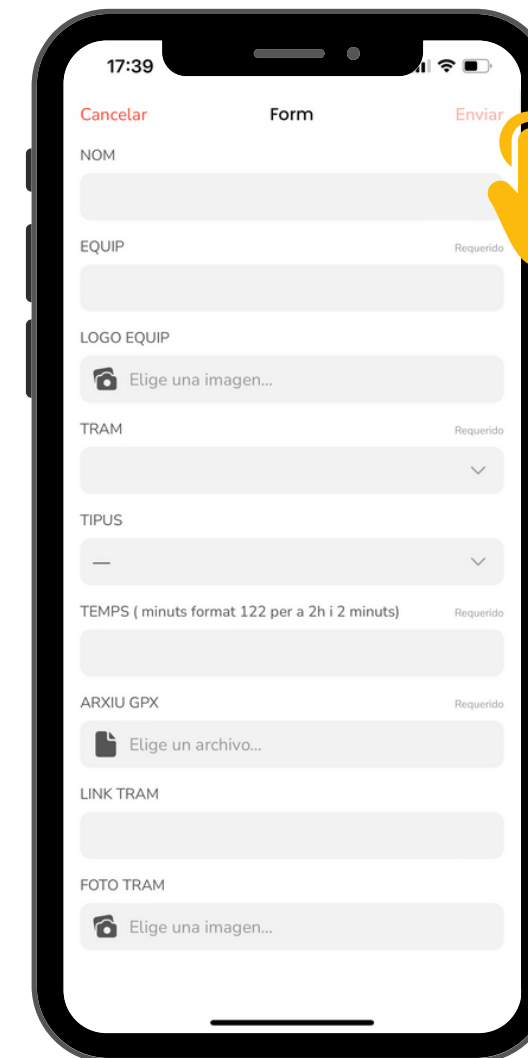 17:39
Cancelar Form Enviar
NOM
EQUIP Requerido
LOGO EQUIP
Elige una imagen...
TRAM Requerido
TIPUS
—
TEMPS ( minuts format 122 per a 2h i 2 minuts) Requerido
ARXIU GPX Requerido
Elige un archivo...
LINK TRAM
FOTO TRAM
Elige una imagen...